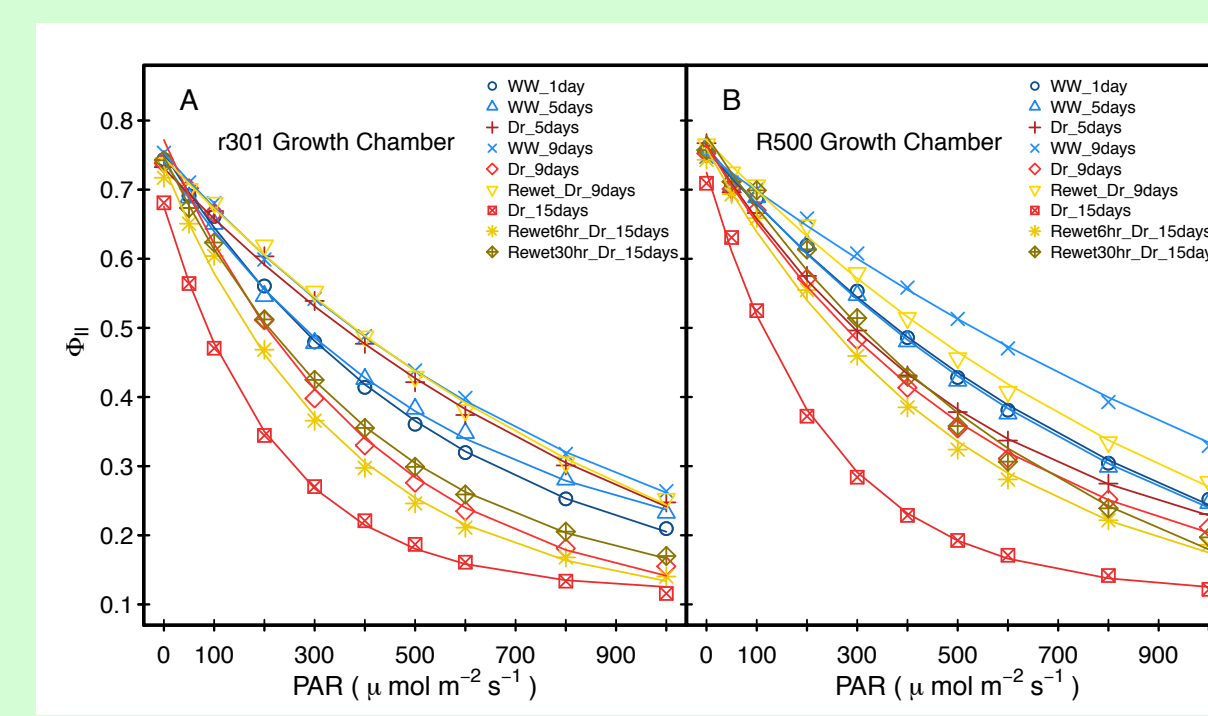 A
r301 Growth Chamber
WW_1day
WW_5days
Dr_5days
WW_9days
Dr_9days
Rewet_Dr_9days
Dr_15days
Rewet6hr_Dr_15days
Rewet30hr_Dr_15days
B
R500 Growth Chamber
WW_1day
WW_5days
Dr_5days
WW_9days
Dr_9days
Rewet_Dr_9days
Dr_15days
Rewet6hr_Dr_15days
Rewet30hr_Dr_15day
0.8
0.7
0.6
0.5
0.4
0.3
0.2
0.1
ΦII
0 100 300 500 700 900
0 100 300 500 700 900
PAR ( μ mol m−2 s−1 )
PAR ( μ mol m−2 s−1 )